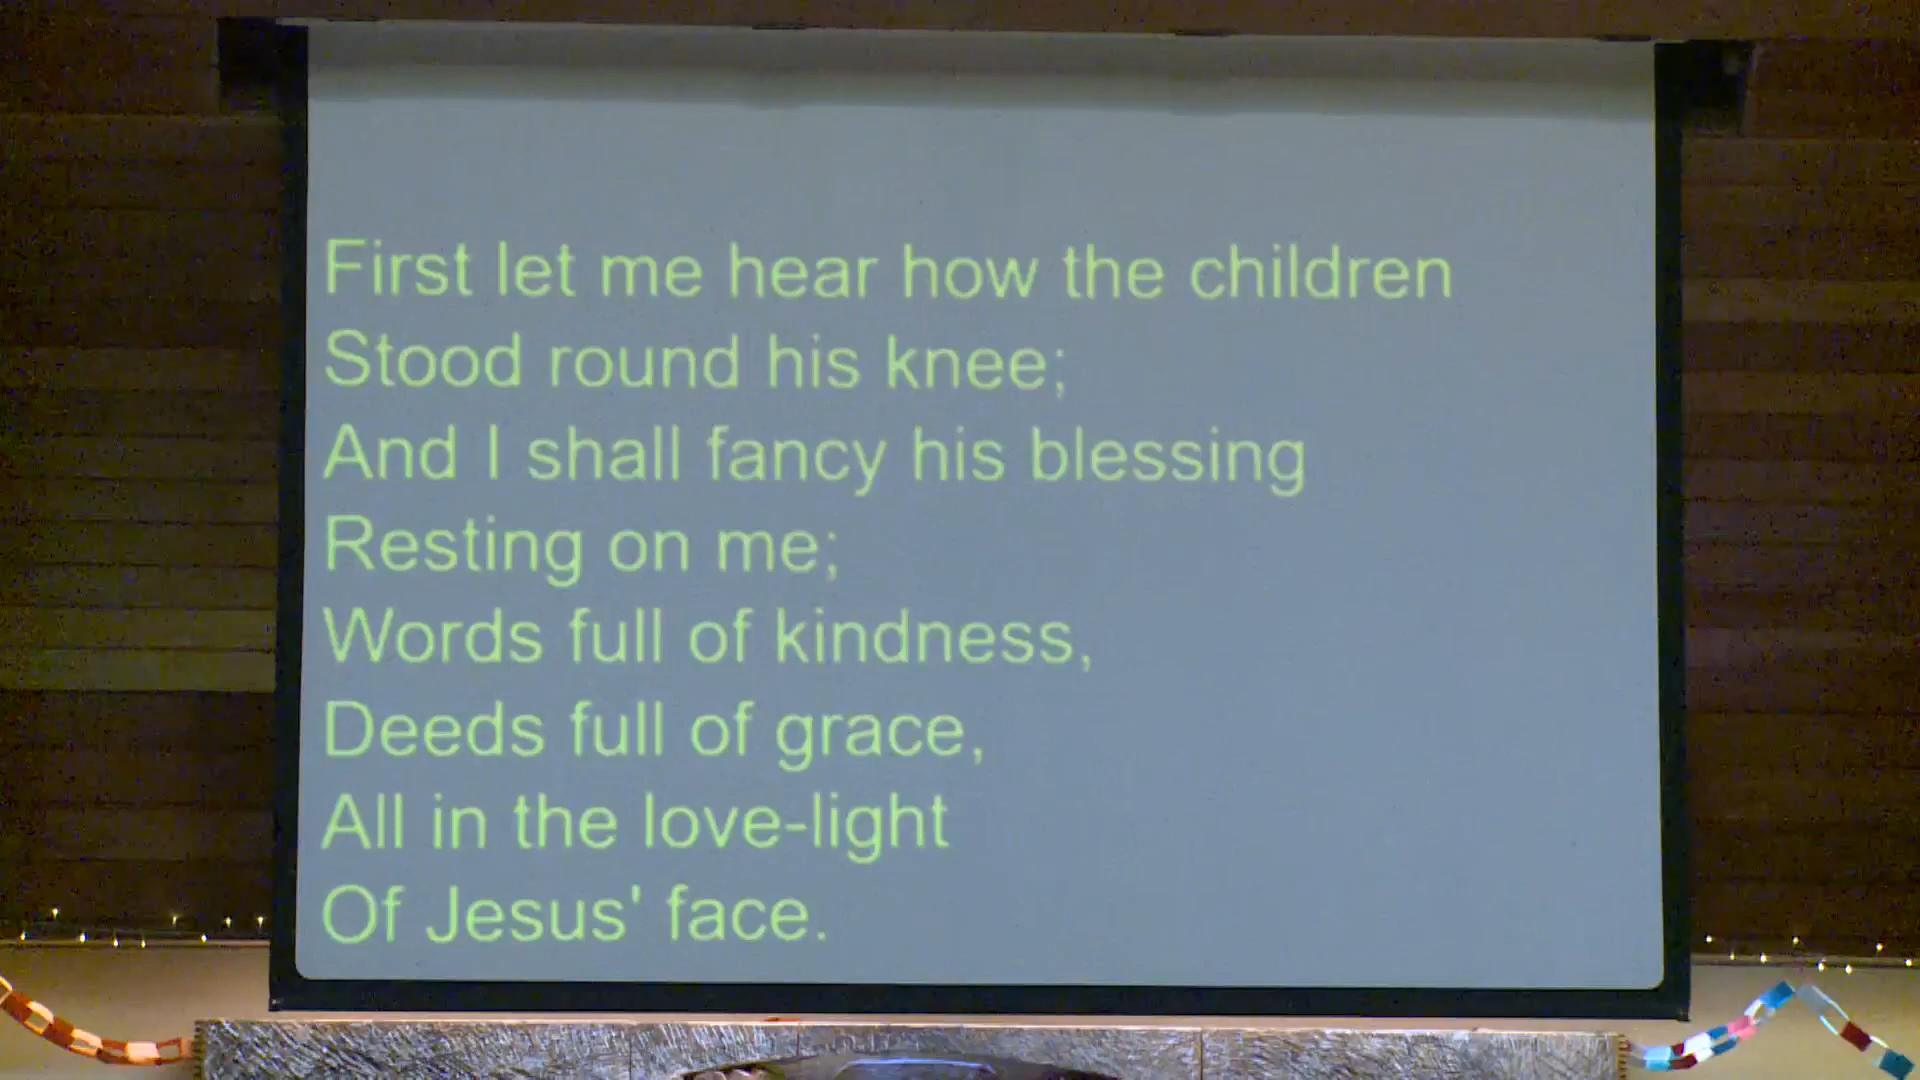 First let me hear how the children
Stood round his knee;
And I shall fancy his blessing
Resting on me;
Words full of kindness,
Deeds full of grace,
All in the love-light
Of Jesus' face.